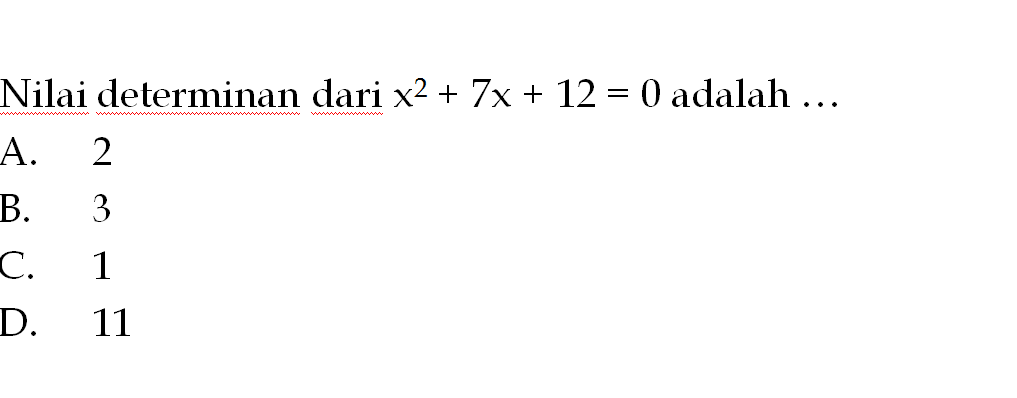 Nilai determinan dari x² + 7x + 12 = 0 adalah …
A. 2
B. 3
C. 1
D. 11